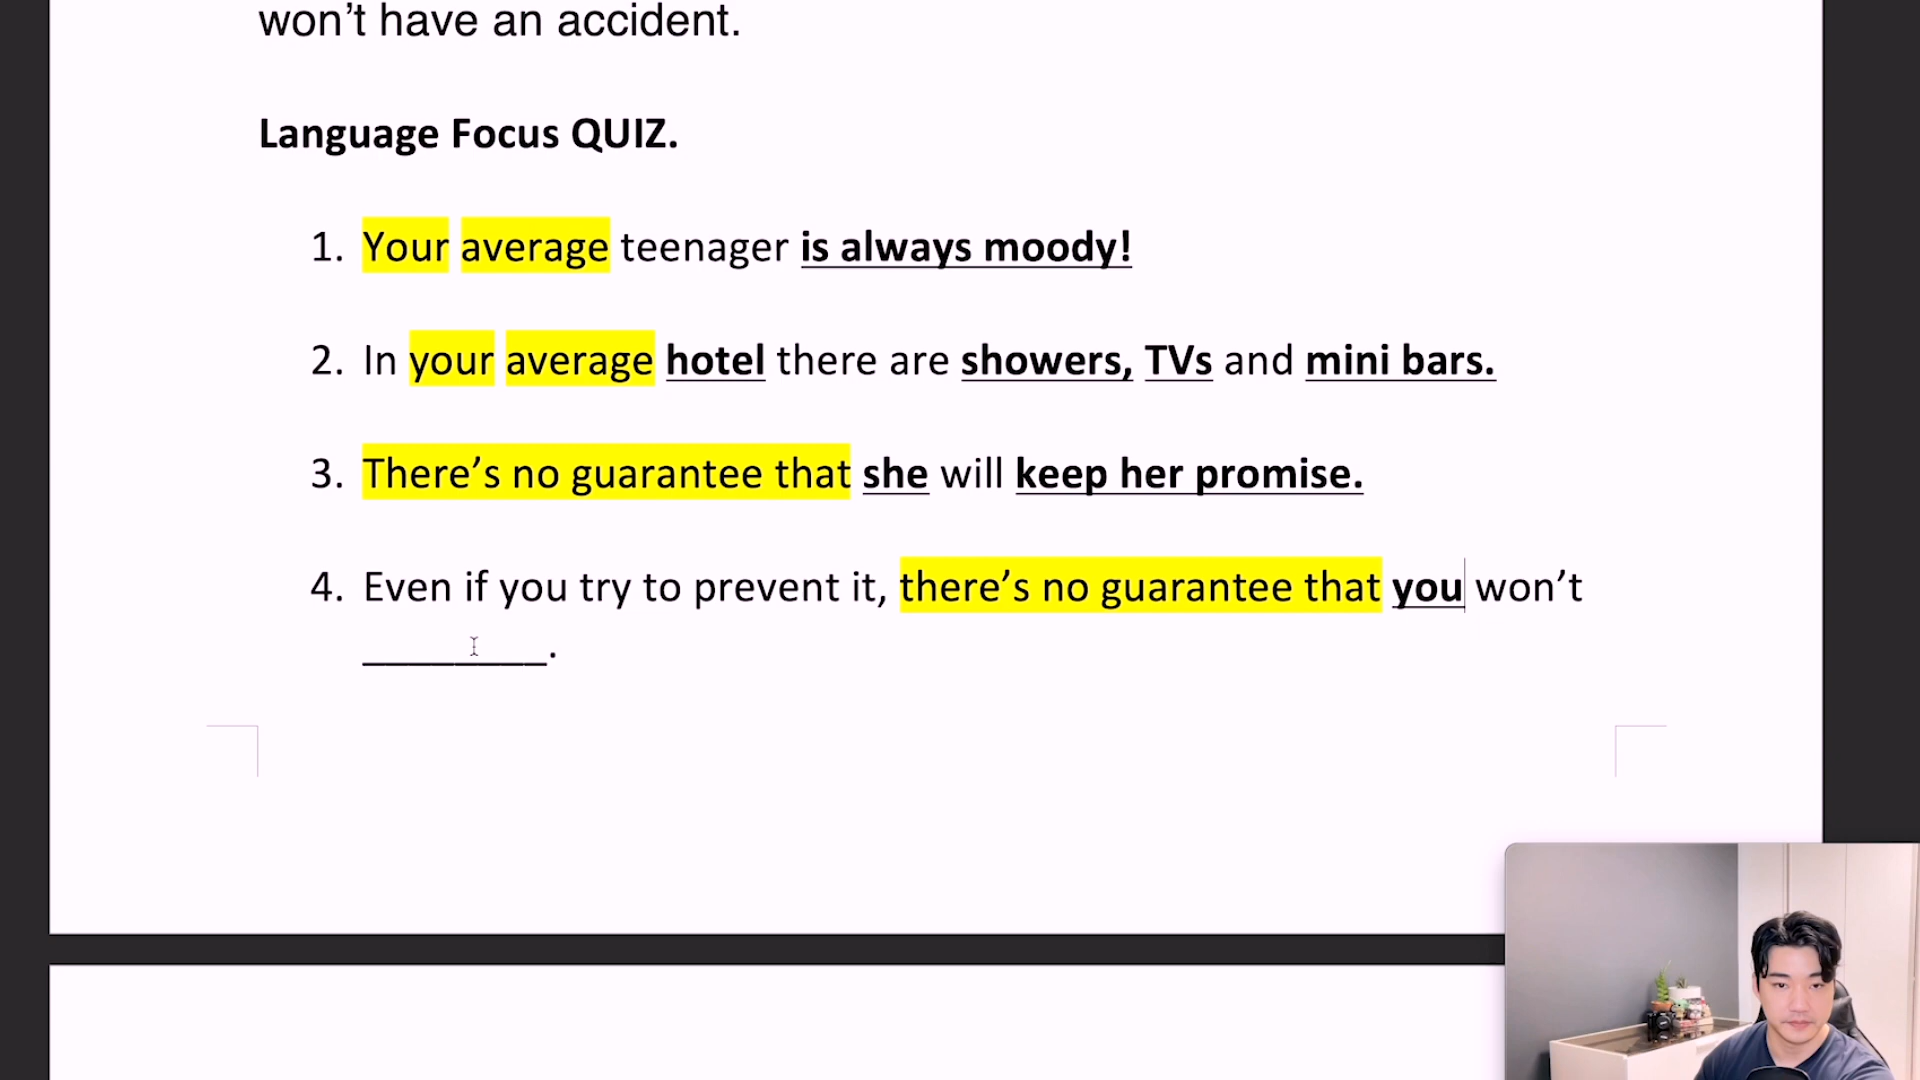 won’t have an accident.
Language Focus QUIZ.
1. Your average teenager is always moody!
2. In your average hotel there are showers, TVs and mini bars.
3. There’s no guarantee that she will keep her promise.
4. Even if you try to prevent it, there’s no guarantee that you won’t
________.